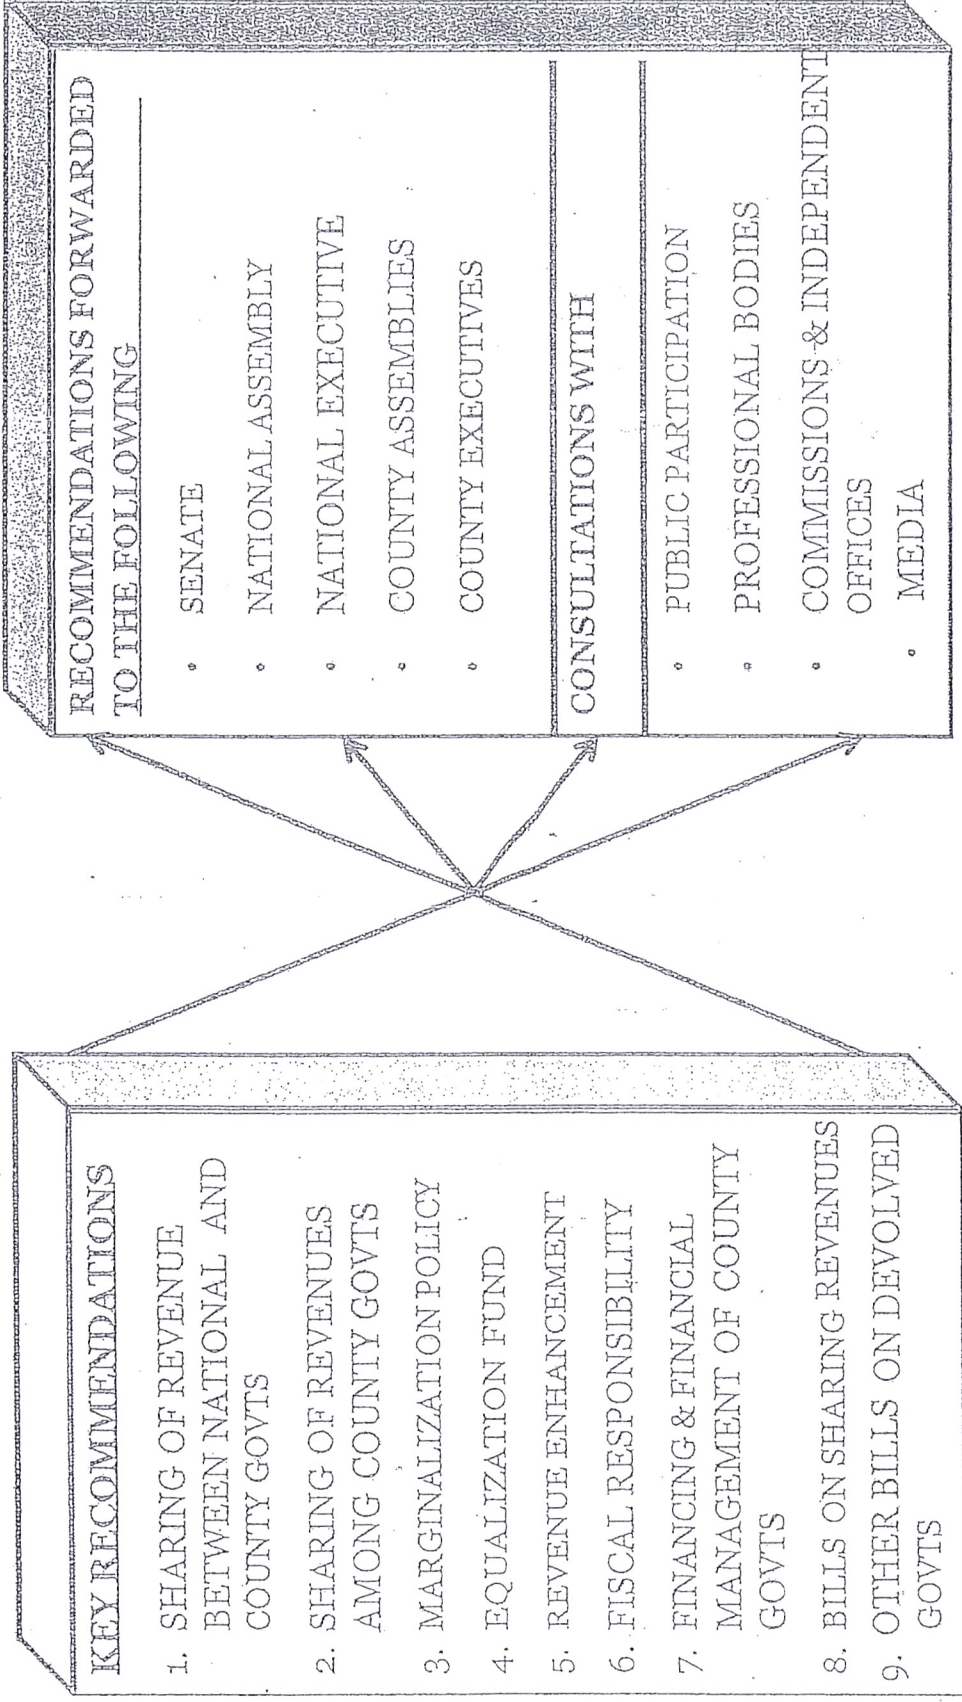 KEY RECOMMENDATIONS
1. SHARING OF REVENUE
BETWEEN NATIONAL AND
COUNTY GOVTS
2. SHARING OF REVENUES
AMONG COUNTY GOVTS
3. MARGINALIZATION POLICY
4. EQUALIZATION FUND
5. REVENUE ENHANCEMENT
6. FISCAL RESPONSIBILITY
7. FINANCING & FINANCIAL
MANAGEMENT OF COUNTY
GOVTS
8. BILLS ON SHARING REVENUES
9. OTHER BILLS ON DEVOLVED
GOVTS
RECOMMENDATIONS FORWARDED
TO THE FOLLOWING
• SENATE
• NATIONAL ASSEMBLY
• NATIONAL EXECUTIVE
• COUNTY ASSEMBLIES
• COUNTY EXECUTIVES
CONSULTATIONS WITH
• PUBLIC PARTICIPATION
• PROFESSIONAL BODIES
• COMMISSIONS & INDEPENDENT
OFFICES
• MEDIA